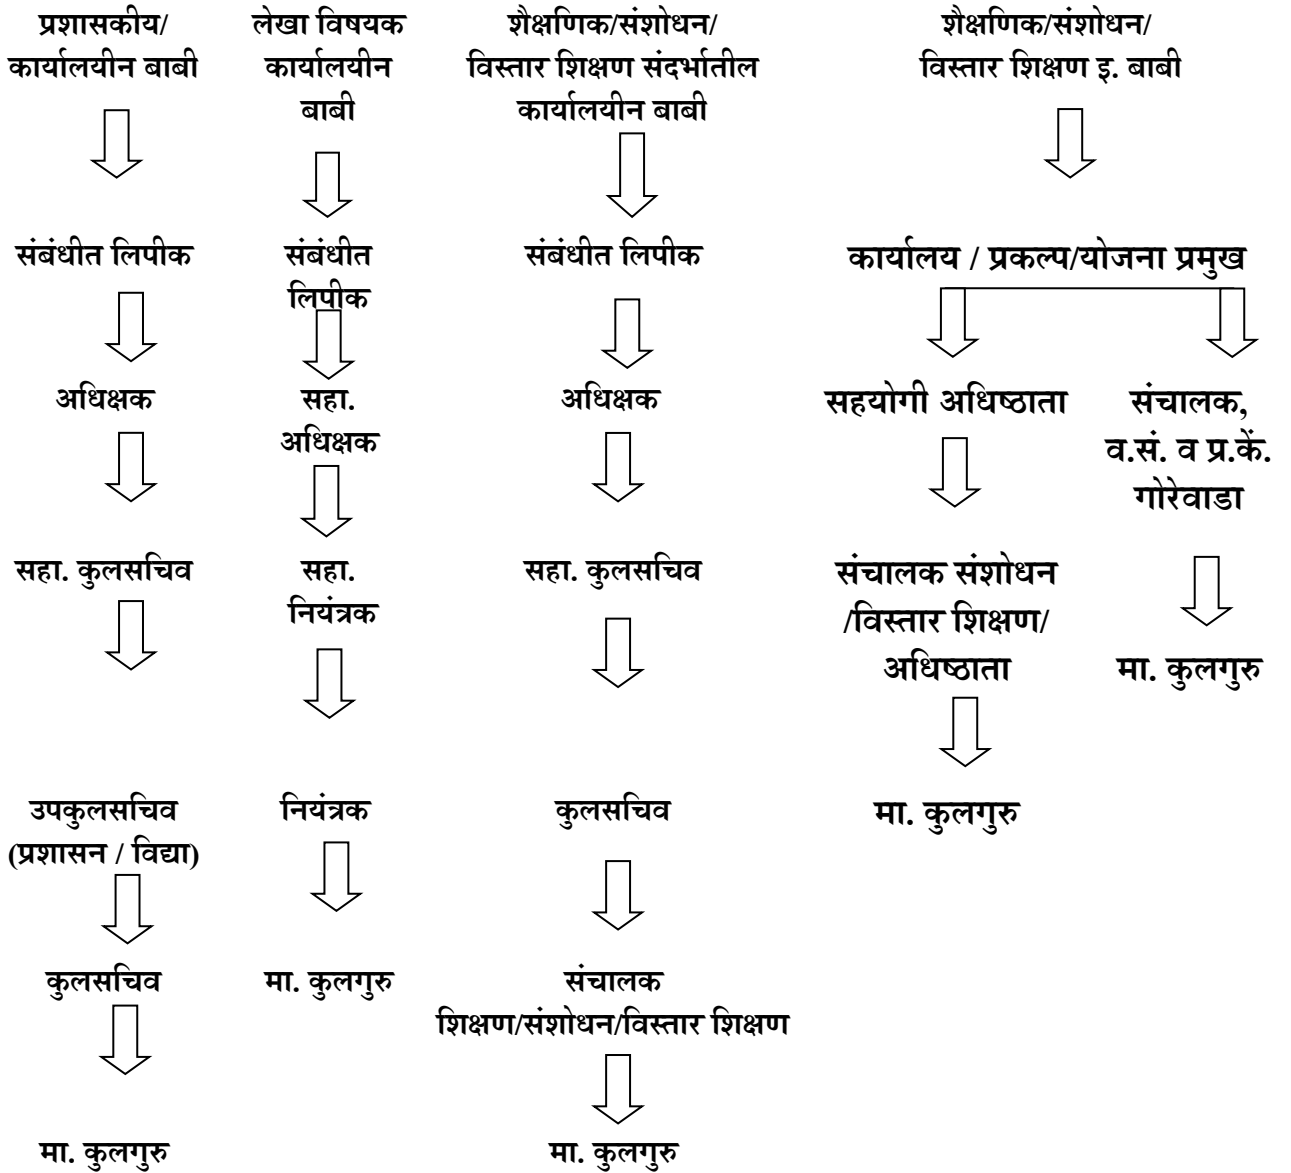 प्रशासकीय/
कार्यालयीन बाबी
संबंधीत लिपीक
अधिक्षक
सहा. कुलसचिव
उपकुलसचिव
(प्रशासन / विद्या)
कुलसचिव
मा. कुलगुरु
लेखा विषयक
कार्यालयीन
बाबी
संबंधीत
लिपीक
सहा.
अधिक्षक
सहा.
नियंत्रक
नियंत्रक
मा. कुलगुरु
शैक्षणिक/संशोधन/
विस्तार शिक्षण संदर्भातील
कार्यालयीन बाबी
संबंधीत लिपीक
अधिक्षक
सहा. कुलसचिव
कुलसचिव
संचालक
शिक्षण/संशोधन/विस्तार शिक्षण
मा. कुलगुरु
शैक्षणिक/संशोधन/
विस्तार शिक्षण इ. बाबी
कार्यालय / प्रकल्प/योजना प्रमुख
सहयोगी अधिष्ठाता
संचालक संशोधन
/विस्तार शिक्षण/
अधिष्ठाता
मा. कुलगुरु
संचालक,
व.सं. व प्र.कें.
गोरेवाडा
मा. कुलगुरु